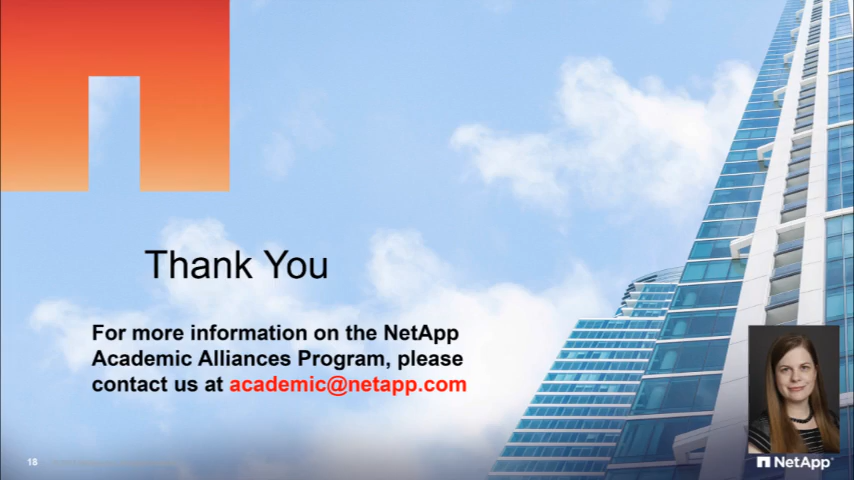 Thank You
For more information on the NetApp
Academic Alliances Program, please
contact us at academic@netapp.com
18
NetApp